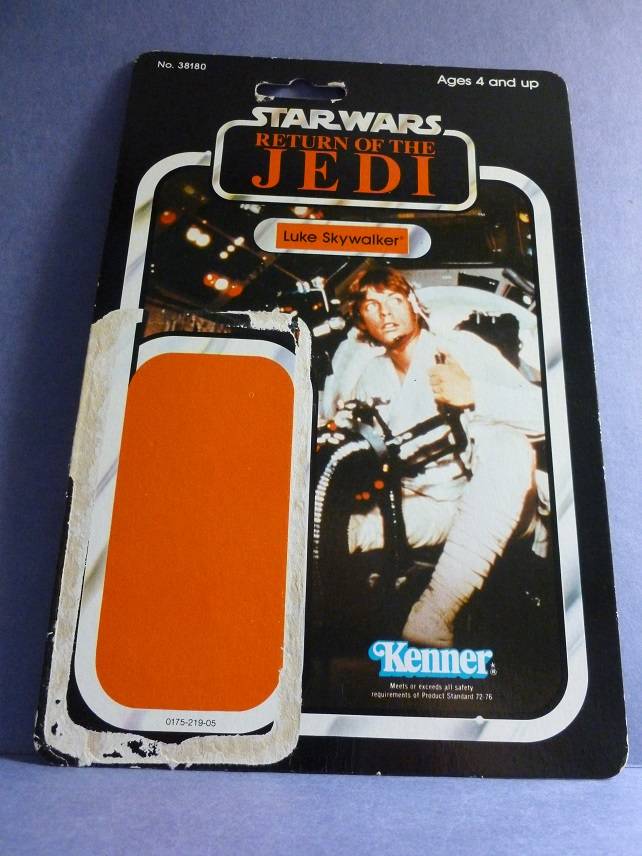 No. 38180
Ages 4 and up
STAR WARS
RETURN OF THE
JEDI
Luke Skywalker
Kenner®
Meets or exceeds all safety
requirements of Product Standard 72-76
0175-219-05